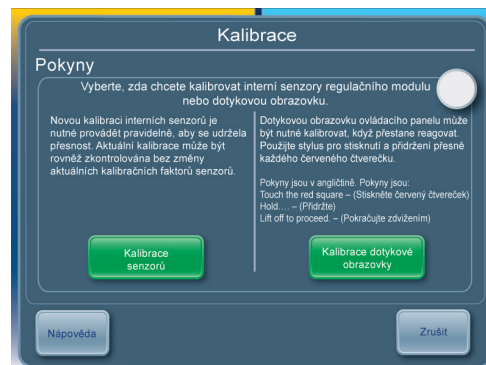 Kalibrace
Pokyny
Vyberte, zda chcete kalibrovat interní senzory regulačního modulu
nebo dotykovou obrazovku.
Novou kalibraci interních senzorů je
nutné provádět pravidelně, aby se udržela
přesnost. Aktuální kalibrace může být
rovněž zkontrolována bez změny
aktuálních kalibračních faktorů senzorů.
Kalibrace
senzorů
Dotykovou obrazovku ovládacího panelu může
být nutné kalibrovat, když přestane reagovat.
Použijte stylus pro stisknutí a přidržení přesně
každého červeného čtverečku.
Pokyny jsou v angličtině. Pokyny jsou:
Touch the red square – (Stiskněte červený čtvereček)
Hold.... – (Přidržte)
Lift off to proceed. – (Pokračujte zdvižením)
Kalibrace dotykové
obrazovky
Nápověda
Zrušit